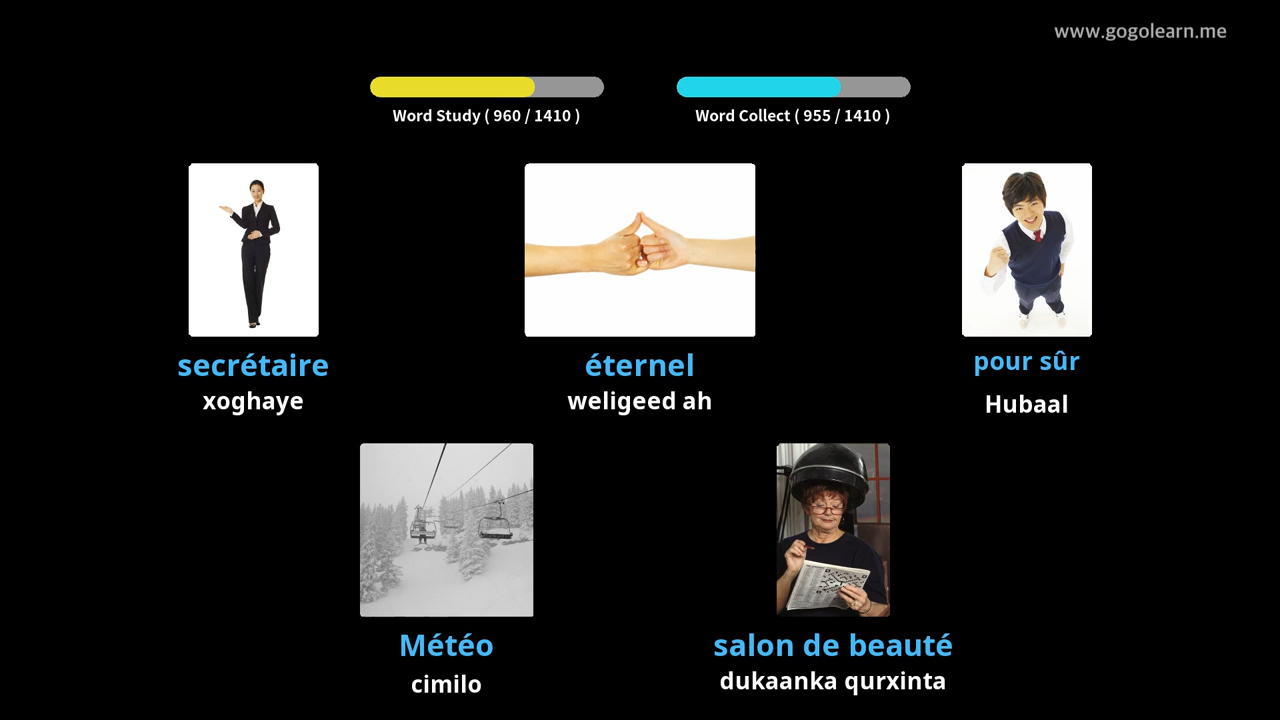 www.gogolearn.me
Word Study ( 960 / 1410 )
Word Collect ( 955 / 1410 )
secrétaire
xoghaye
éternel
weligeed ah
pour sûr
Hubaal
Météo
cimilo
salon de beauté
dukaanka qurxinta